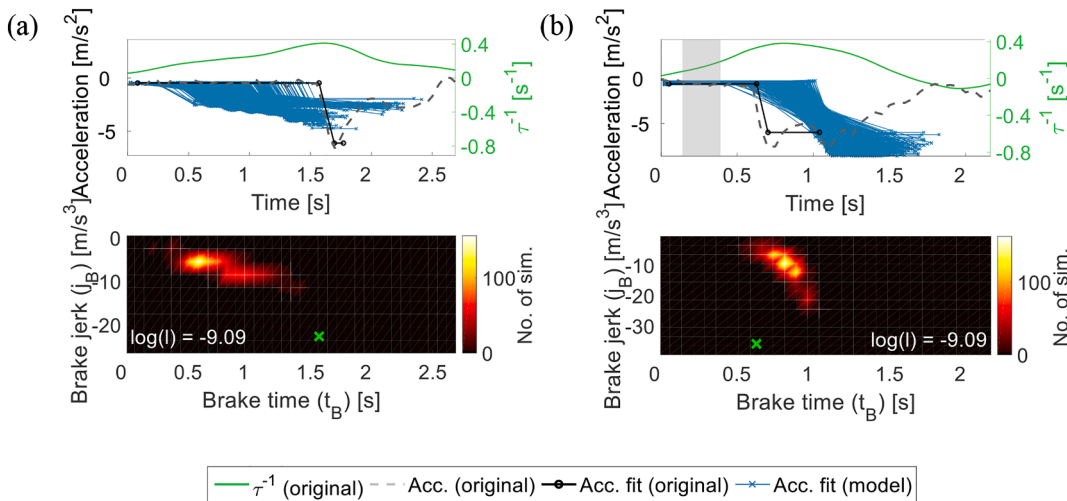 (a)
Acceleration [m/s²]
0
-5
0.4
0
-0.4
-0.8
τ⁻¹ [s⁻¹]
0 0.5 1 1.5 2 2.5
Time [s]
Brake jerk (j_B) [m/s³]
0
-10
-20
log(l) = -9.09
100
0
No. of sim.
0 0.5 1 1.5 2 2.5
Brake time (t_B) [s]
(b)
Acceleration [m/s²]
0
-5
0.4
0
-0.4
-0.8
τ⁻¹ [s⁻¹]
0 0.5 1 1.5 2
Time [s]
Brake jerk (j_B) [m/s³]
0
-10
-20
-30
log(l) = -9.09
100
0
No. of sim.
0 0.5 1 1.5 2
Brake time (t_B) [s]
τ⁻¹ (original) Acc. (original) Acc. fit (original) Acc. fit (model)